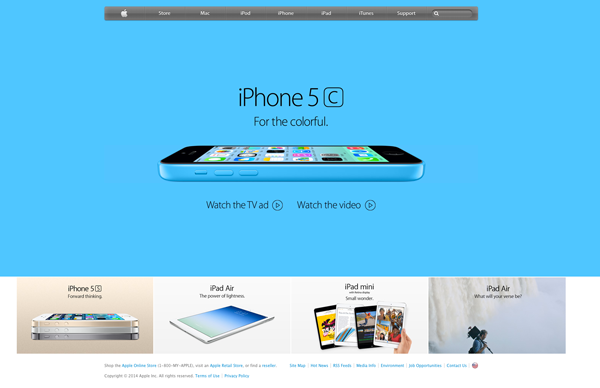 Store Mac iPod iPhone iPad iTunes Support
iPhone 5c
For the colorful.
Watch the TV ad Watch the video
iPhone 5s
Forward thinking.
iPad Air
The power of lightness.
iPad mini
Small wonder.
iPad Air
What will your verse be?
Shop the Apple Online Store (1-800-MY-APPLE), visit an Apple Retail Store, or find a reseller.
Site Map Hot News RSS Feeds Media Info Environment Job Opportunities Contact Us
Copyright © 2014 Apple Inc. All rights reserved. Terms of Use Privacy Policy